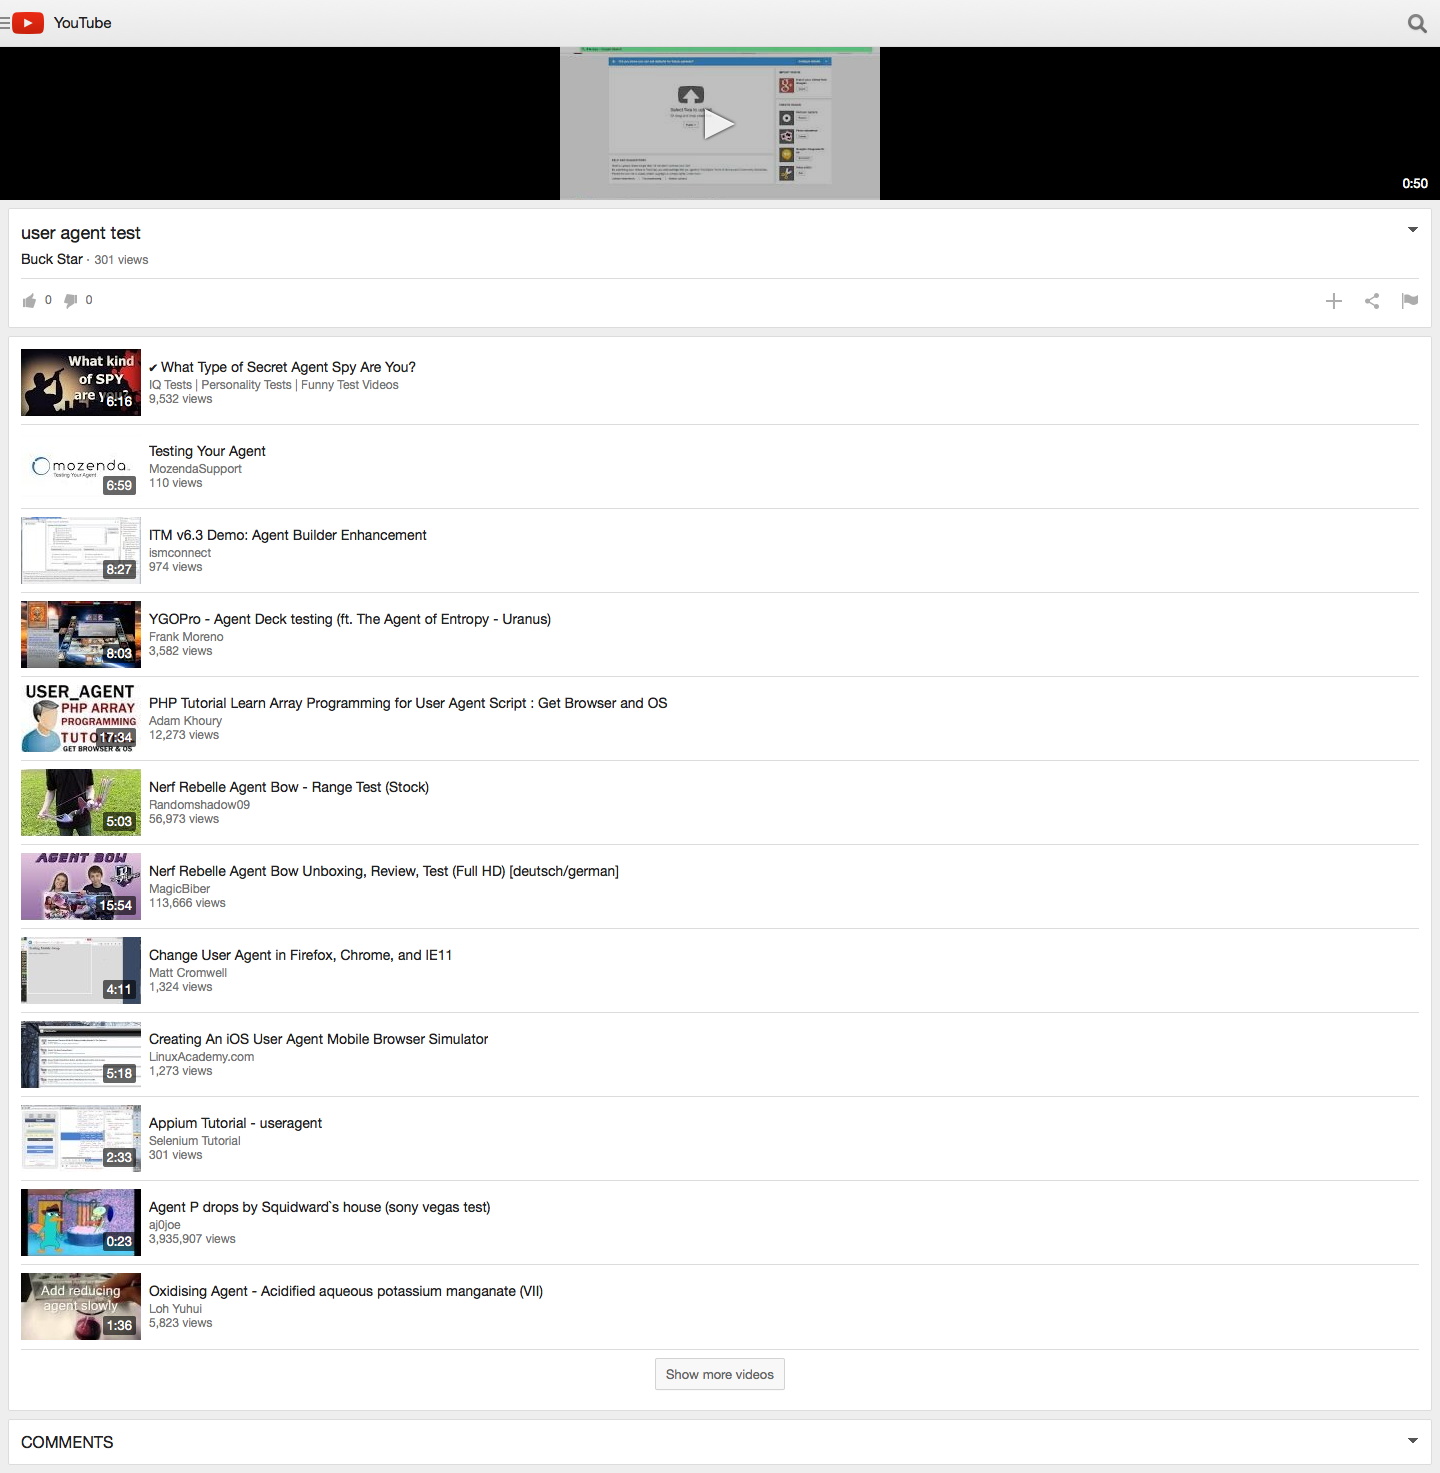 YouTube
0:50
user agent test
Buck Star · 301 views
0 0
What kind
of SPY
are you?
6:16
✔ What Type of Secret Agent Spy Are You?
IQ Tests | Personality Tests | Funny Test Videos
9,532 views
mozenda
Testing Your Agent
6:59
Testing Your Agent
MozendaSupport
110 views
8:27
ITM v6.3 Demo: Agent Builder Enhancement
ismconnect
974 views
8:03
YGOPro - Agent Deck testing (ft. The Agent of Entropy - Uranus)
Frank Moreno
3,582 views
USER_AGENT
PHP ARRAY
PROGRAMMING
TUTORIAL
17:34
GET BROWSER & OS
PHP Tutorial Learn Array Programming for User Agent Script : Get Browser and OS
Adam Khoury
12,273 views
5:03
Nerf Rebelle Agent Bow - Range Test (Stock)
Randomshadow09
56,973 views
AGENT BOW
15:54
Nerf Rebelle Agent Bow Unboxing, Review, Test (Full HD) [deutsch/german]
MagicBiber
113,666 views
4:11
Change User Agent in Firefox, Chrome, and IE11
Matt Cromwell
1,324 views
5:18
Creating An iOS User Agent Mobile Browser Simulator
LinuxAcademy.com
1,273 views
2:33
Appium Tutorial - useragent
Selenium Tutorial
301 views
0:23
Agent P drops by Squidward`s house (sony vegas test)
aj0joe
3,935,907 views
Add reducing
agent slowly
1:36
Oxidising Agent - Acidified aqueous potassium manganate (VII)
Loh Yuhui
5,823 views
Show more videos
COMMENTS